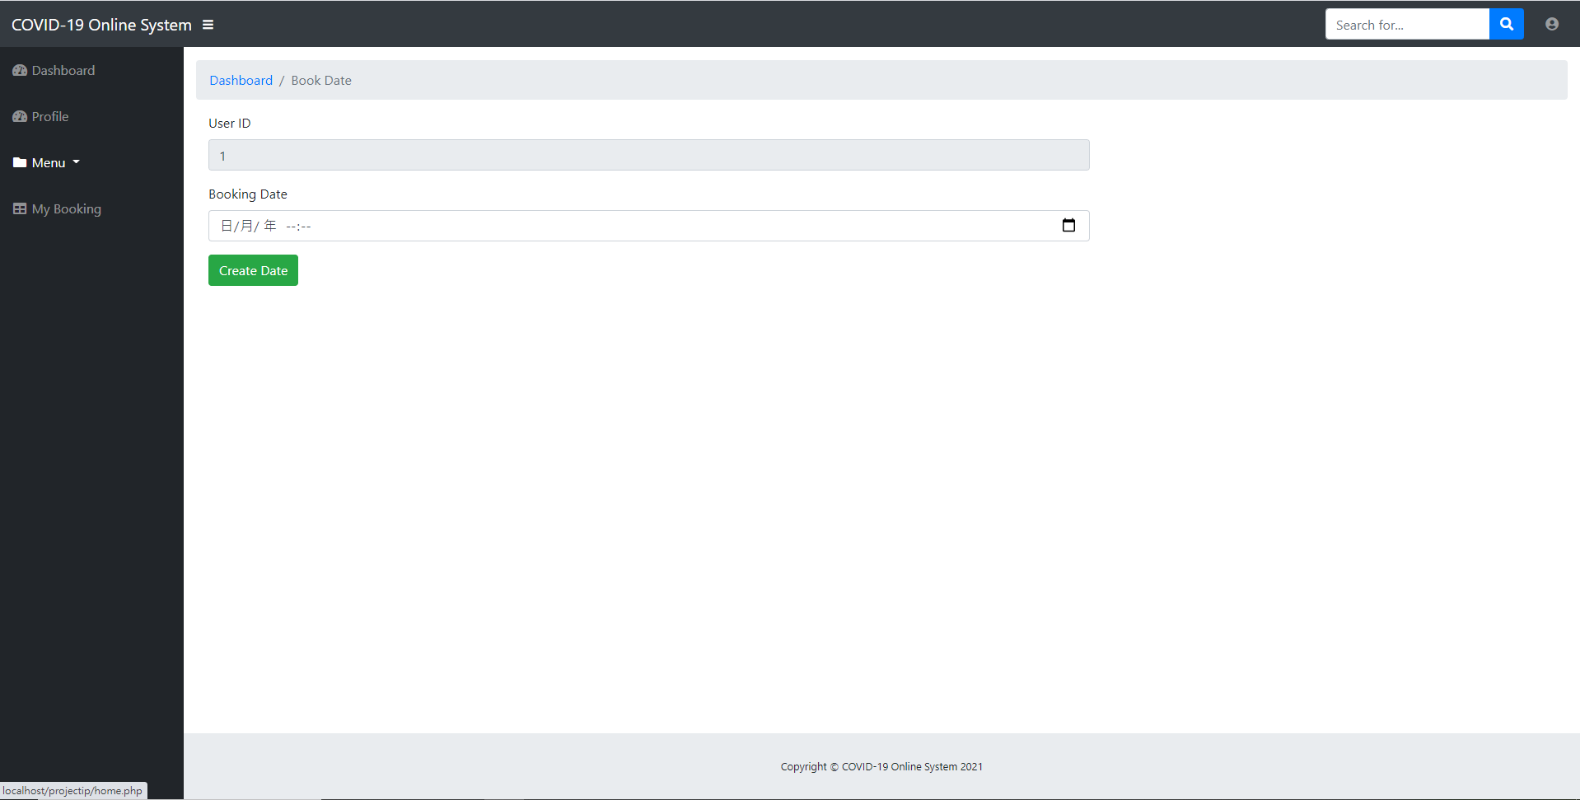 COVID-19 Online System
Search for...
Dashboard
Profile
Menu
My Booking
Dashboard / Book Date
User ID
1
Booking Date
日/月/ 年 --:--
Create Date
Copyright © COVID-19 Online System 2021
localhost/projectip/home.php